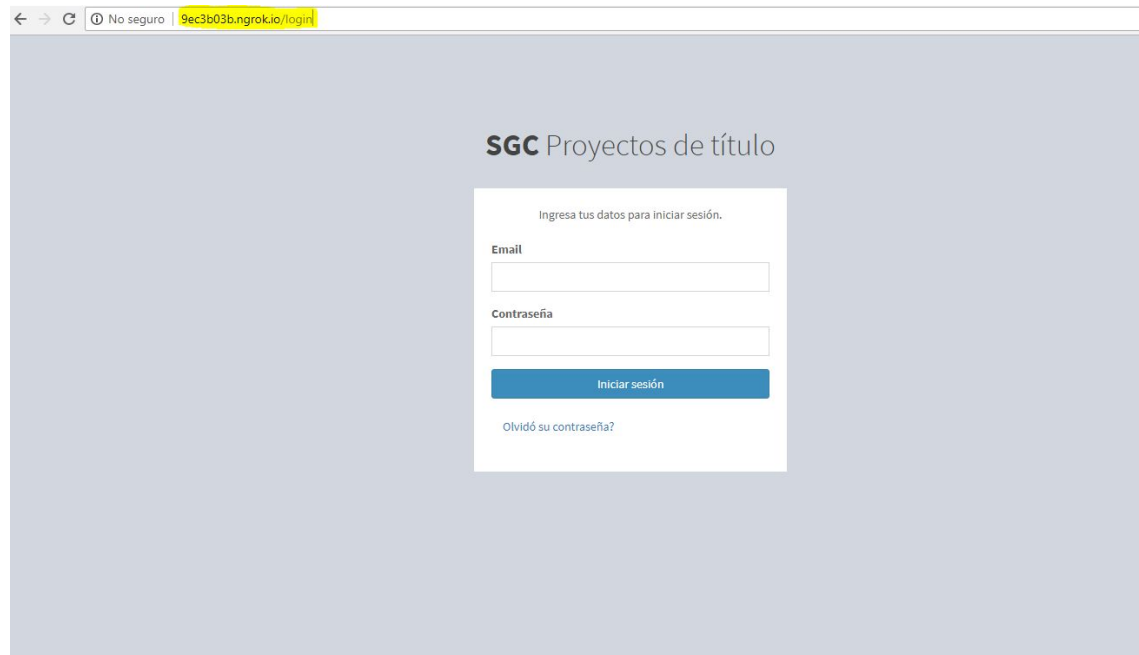 No seguro | 9ec3b03b.ngrok.io/login
SGC Proyectos de título
Ingresa tus datos para iniciar sesión.
Email
Contraseña
Iniciar sesión
Olvidó su contraseña?